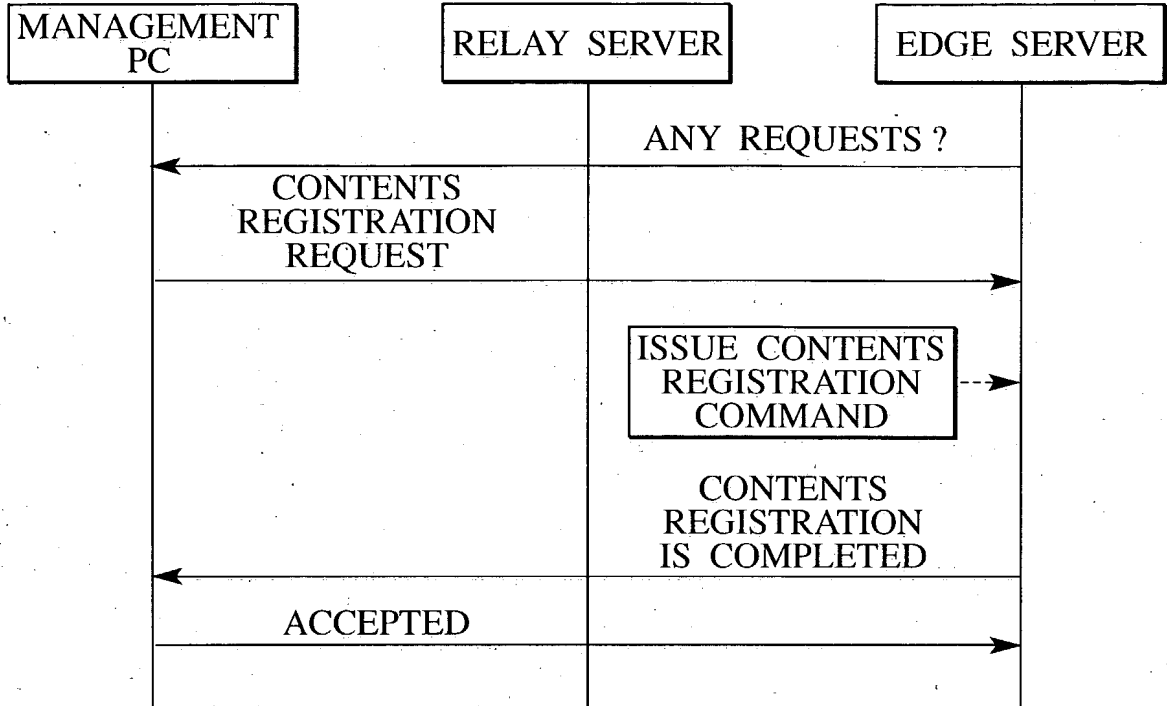 MANAGEMENT
PC
RELAY SERVER
EDGE SERVER
ANY REQUESTS ?
CONTENTS
REGISTRATION
REQUEST
ISSUE CONTENTS
REGISTRATION
COMMAND
CONTENTS
REGISTRATION
IS COMPLETED
ACCEPTED